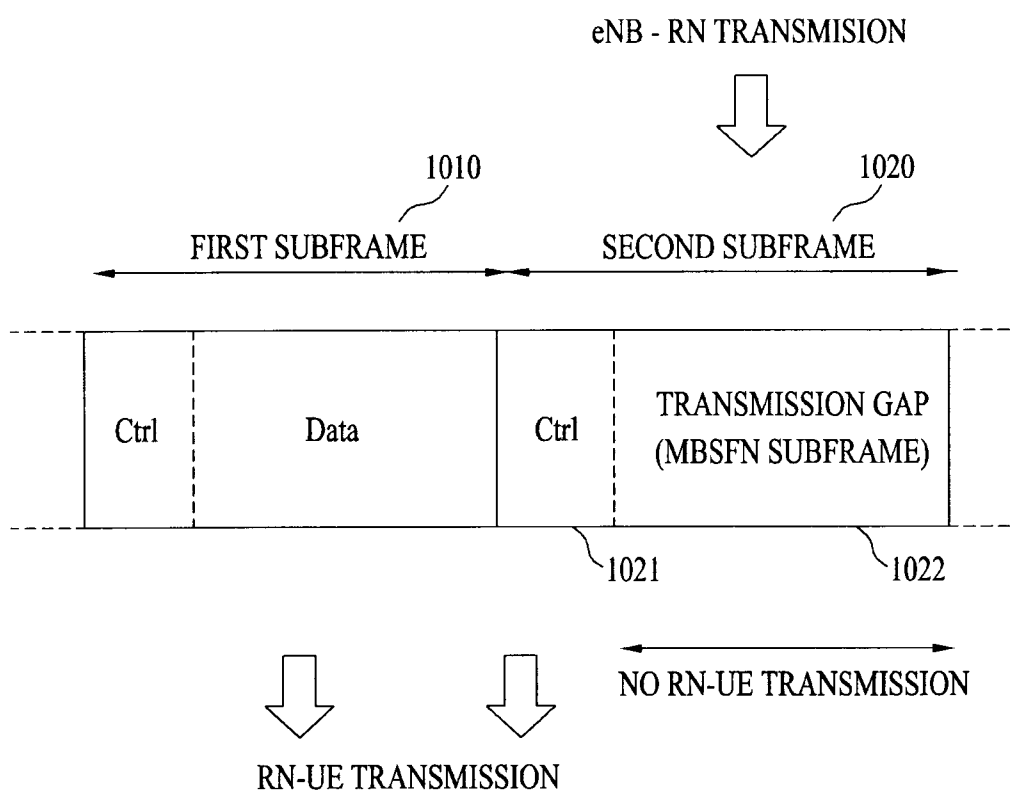 eNB - RN TRANSMISION
1010
1020
FIRST SUBFRAME
SECOND SUBFRAME
Ctrl
Data
Ctrl
TRANSMISSION GAP
(MBSFN SUBFRAME)
1021
1022
NO RN-UE TRANSMISSION
RN-UE TRANSMISSION